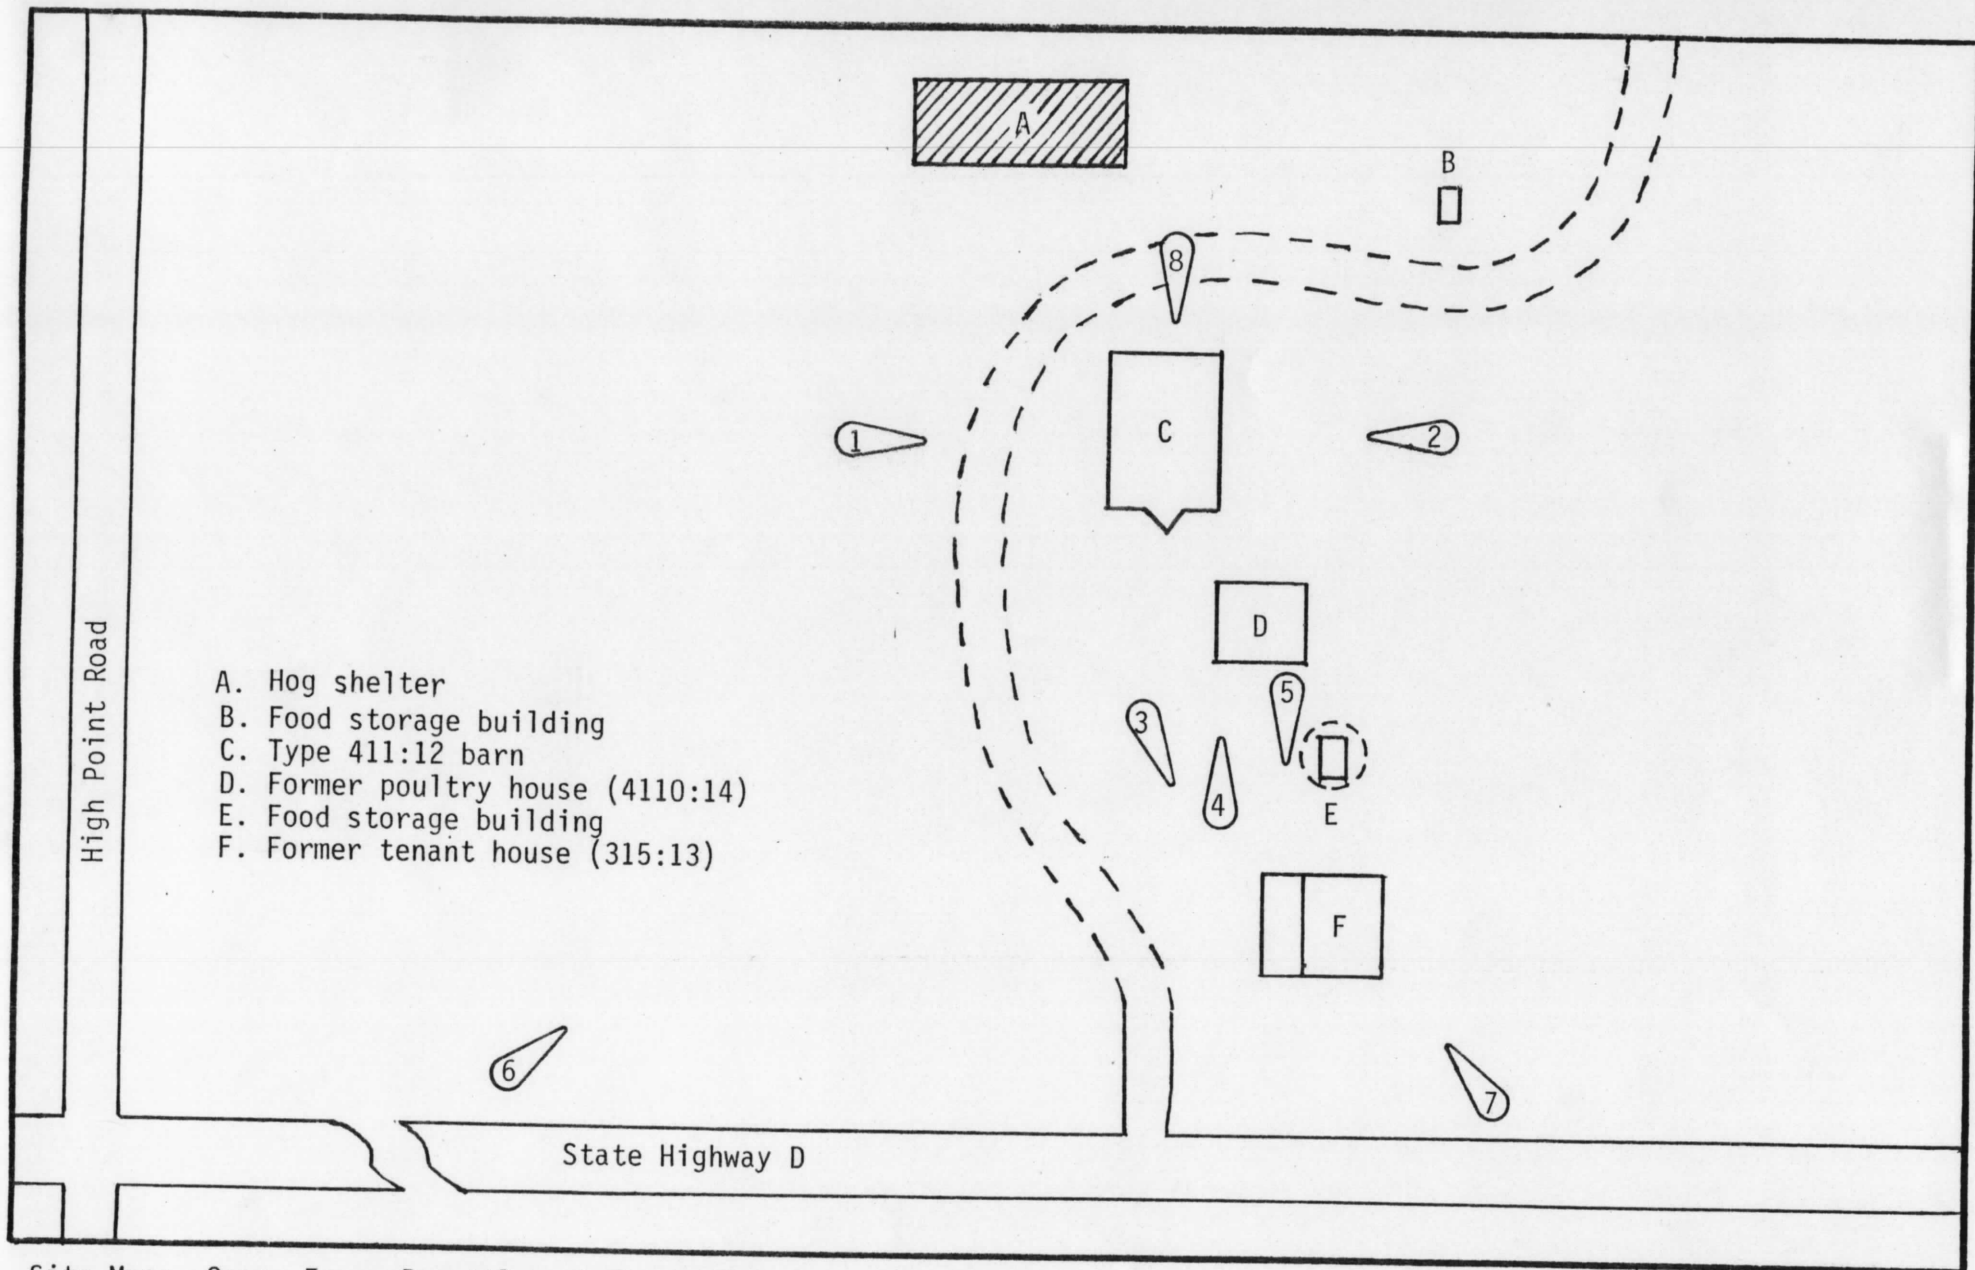 A
B
8
1
C
2
D
High Point Road
A. Hog shelter
B. Food storage building
C. Type 411:12 barn
D. Former poultry house (4110:14)
E. Food storage building
F. Former tenant house (315:13)
5
3
4
E
F
6
7
State Highway D